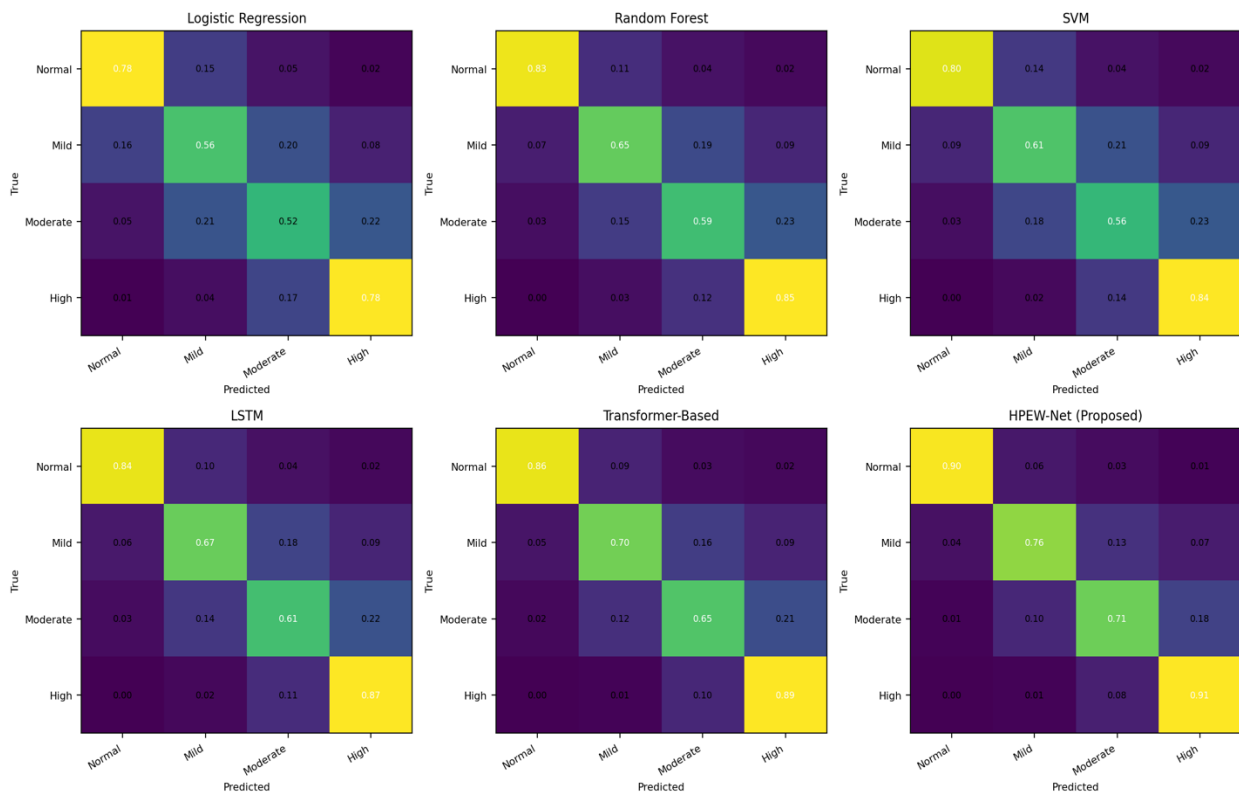 Logistic Regression
Random Forest
SVM
Normal 0.78 0.15 0.05 0.02
Mild 0.16 0.56 0.20 0.08
Moderate 0.05 0.21 0.52 0.22
High 0.01 0.04 0.17 0.78
True
Normal Mild Moderate High
Predicted
Normal 0.83 0.11 0.04 0.02
Mild 0.07 0.65 0.19 0.09
Moderate 0.03 0.15 0.59 0.23
High 0.00 0.03 0.12 0.85
True
Normal Mild Moderate High
Predicted
Normal 0.80 0.14 0.04 0.02
Mild 0.09 0.61 0.21 0.09
Moderate 0.03 0.18 0.56 0.23
High 0.00 0.02 0.14 0.84
True
Normal Mild Moderate High
Predicted
LSTM
Transformer-Based
HPEW-Net (Proposed)
Normal 0.84 0.10 0.04 0.02
Mild 0.06 0.67 0.18 0.09
Moderate 0.03 0.14 0.61 0.22
High 0.00 0.02 0.11 0.87
True
Normal Mild Moderate High
Predicted
Normal 0.86 0.09 0.03 0.02
Mild 0.05 0.70 0.16 0.09
Moderate 0.02 0.12 0.65 0.21
High 0.00 0.01 0.10 0.89
True
Normal Mild Moderate High
Predicted
Normal 0.90 0.06 0.03 0.01
Mild 0.04 0.76 0.13 0.07
Moderate 0.01 0.10 0.71 0.18
High 0.00 0.01 0.08 0.91
True
Normal Mild Moderate High
Predicted